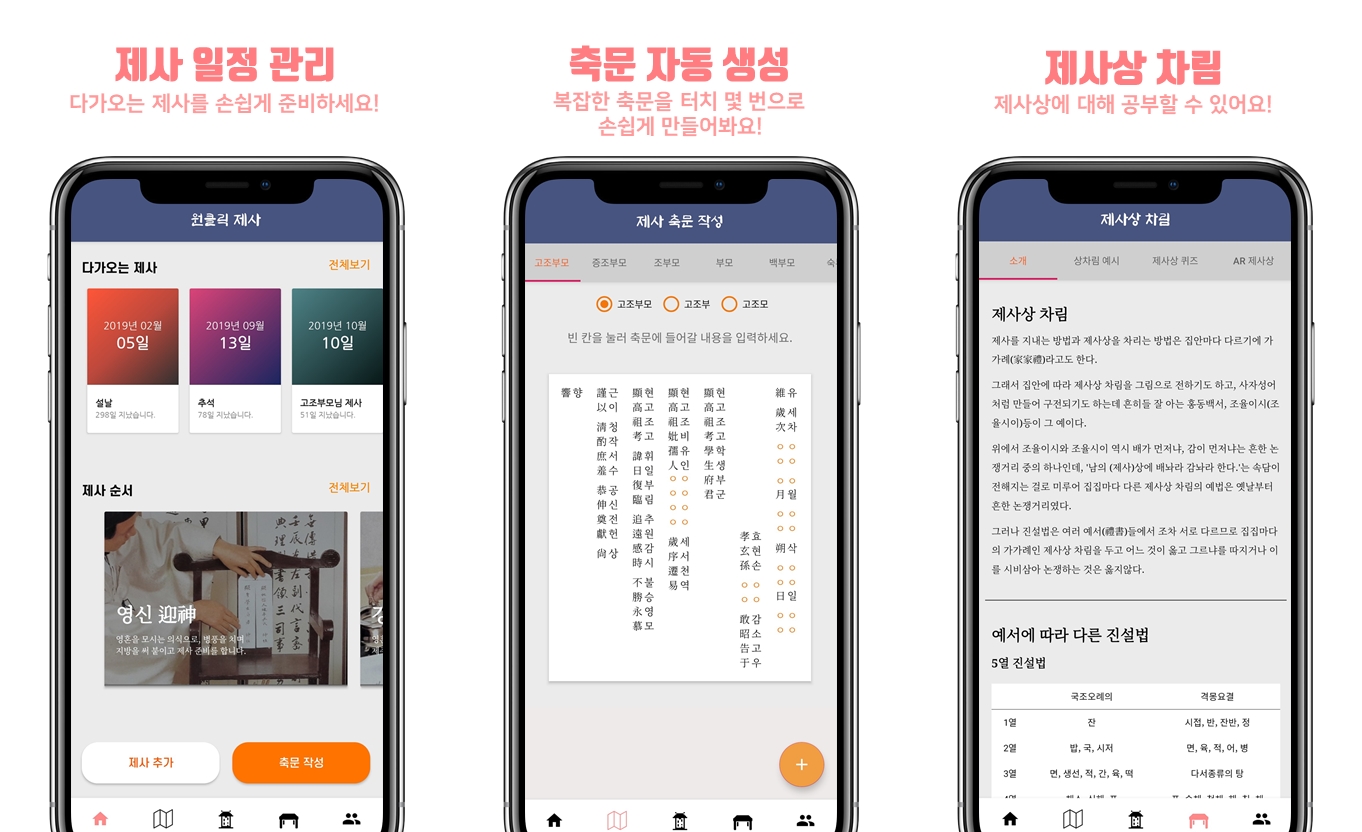 제사 일정 관리
다가오는 제사를 손쉽게 준비하세요!
원클릭 제사
다가오는 제사
전체보기
2019년 02월
05일
설날
298일 지났습니다.
2019년 09월
13일
추석
78일 지났습니다.
2019년 10월
10일
고조부모님 제사
51일 지났습니다.
제사 순서
전체보기
영신 迎神
영혼을 모시는 의식으로, 병풍을 치며
지방을 써 붙이고 제사 준비를 합니다.
제사 추가
축문 작성
축문 자동 생성
복잡한 축문을 터치 몇 번으로
손쉽게 만들어봐요!
제사 축문 작성
고조부모 증조부모 조부모 부모 백부모 숙
고조부모 고조부 고조모
빈 칸을 눌러 축문에 들어갈 내용을 입력하세요.
유 세차 ○○ ○월 ○○ 삭 ○○일 ○○
維 歲次 ○○ ○月 ○○ 朔 ○○日 ○○
효현손 ○○ 감소고우
孝玄孫 ○○ 敢昭告于
현고조고학생부군
顯高祖考學生府君
현고조비유인○○○○ 세서천역
顯高祖妣孺人○○○○ 歲序遷易
현고조고 휘일부림 추원감시 불승영모
顯高祖考 諱日復臨 追遠感時 不勝永慕
근이 청작서수 공신전헌 상
謹以 淸酌庶羞 恭伸奠獻 尙
향
響
+
제사상 차림
제사상에 대해 공부할 수 있어요!
제사상 차림
소개 상차림 예시 제사상 퀴즈 AR 제사상
제사상 차림
제사를 지내는 방법과 제사상을 차리는 방법은 집안마다 다르기에 가
가례(家家禮)라고도 한다.
그래서 집안에 따라 제사상 차림을 그림으로 전하기도 하고, 사자성어
처럼 만들어 구전되기도 하는데 흔히들 잘 아는 홍동백서, 조율이시(조
율시이)등이 그 예이다.
위에서 조율이시와 조율시이 역시 배가 먼저냐, 감이 먼저냐는 흔한 논
쟁거리 중의 하나인데, '남의 (제사)상에 배놔라 감놔라 한다.'는 속담이
전해지는 걸로 미루어 집집마다 다른 제사상 차림의 예법은 옛날부터
흔한 논쟁거리였다.
그러나 진설법은 여러 예서(禮書)들에서 조차 서로 다르므로 집집마다
의 가가례인 제사상 차림을 두고 어느 것이 옳고 그르냐를 따지거나 이
를 시비삼아 논쟁하는 것은 옳지않다.
예서에 따라 다른 진설법
5열 진설법
국조오례의 격몽요결
1열 잔 시접, 반, 잔반, 정
2열 밥, 국, 시저 면, 육, 적, 어, 병
3열 면, 생선, 적, 간, 육, 떡 다서종류의 탕